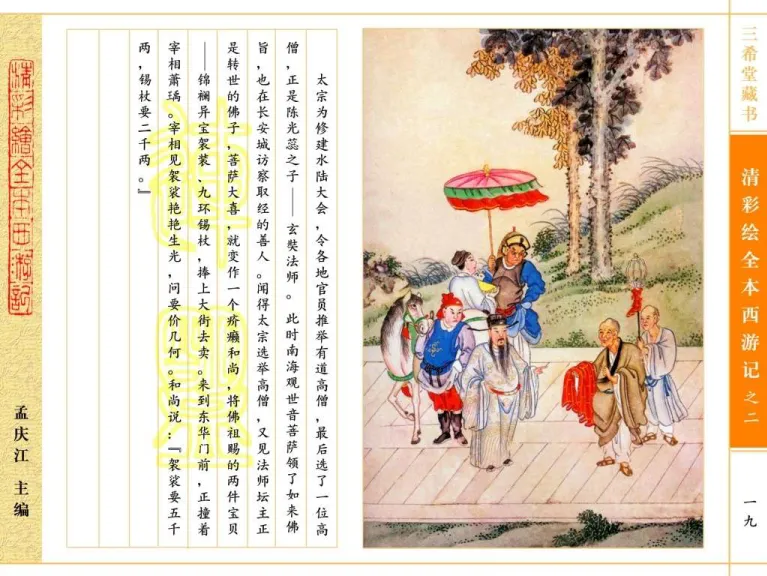 三希堂藏书
清彩绘全本西游记之二
一九
太宗为修建水陆大会，令各地官员推举有道高僧，最后选了一位高
僧，正是陈光蕊之子——玄奘法师。此时南海观世音菩萨领了如来佛
旨，也在长安城访察取经的善人。闻得太宗选举高僧，又见法师坛主正
是转世的佛子，菩萨大喜，就变作一个疥癞和尚，将佛祖赐的两件宝贝
——锦襕异宝袈裟、九环锡杖，捧上大街去卖。来到东华门前，正撞着
宰相萧瑀。宰相见袈裟艳艳生光，问要价几何。和尚说：『袈裟要五千
两，锡杖要二千两。』
清彩绘全本西游记
孟庆江 主编